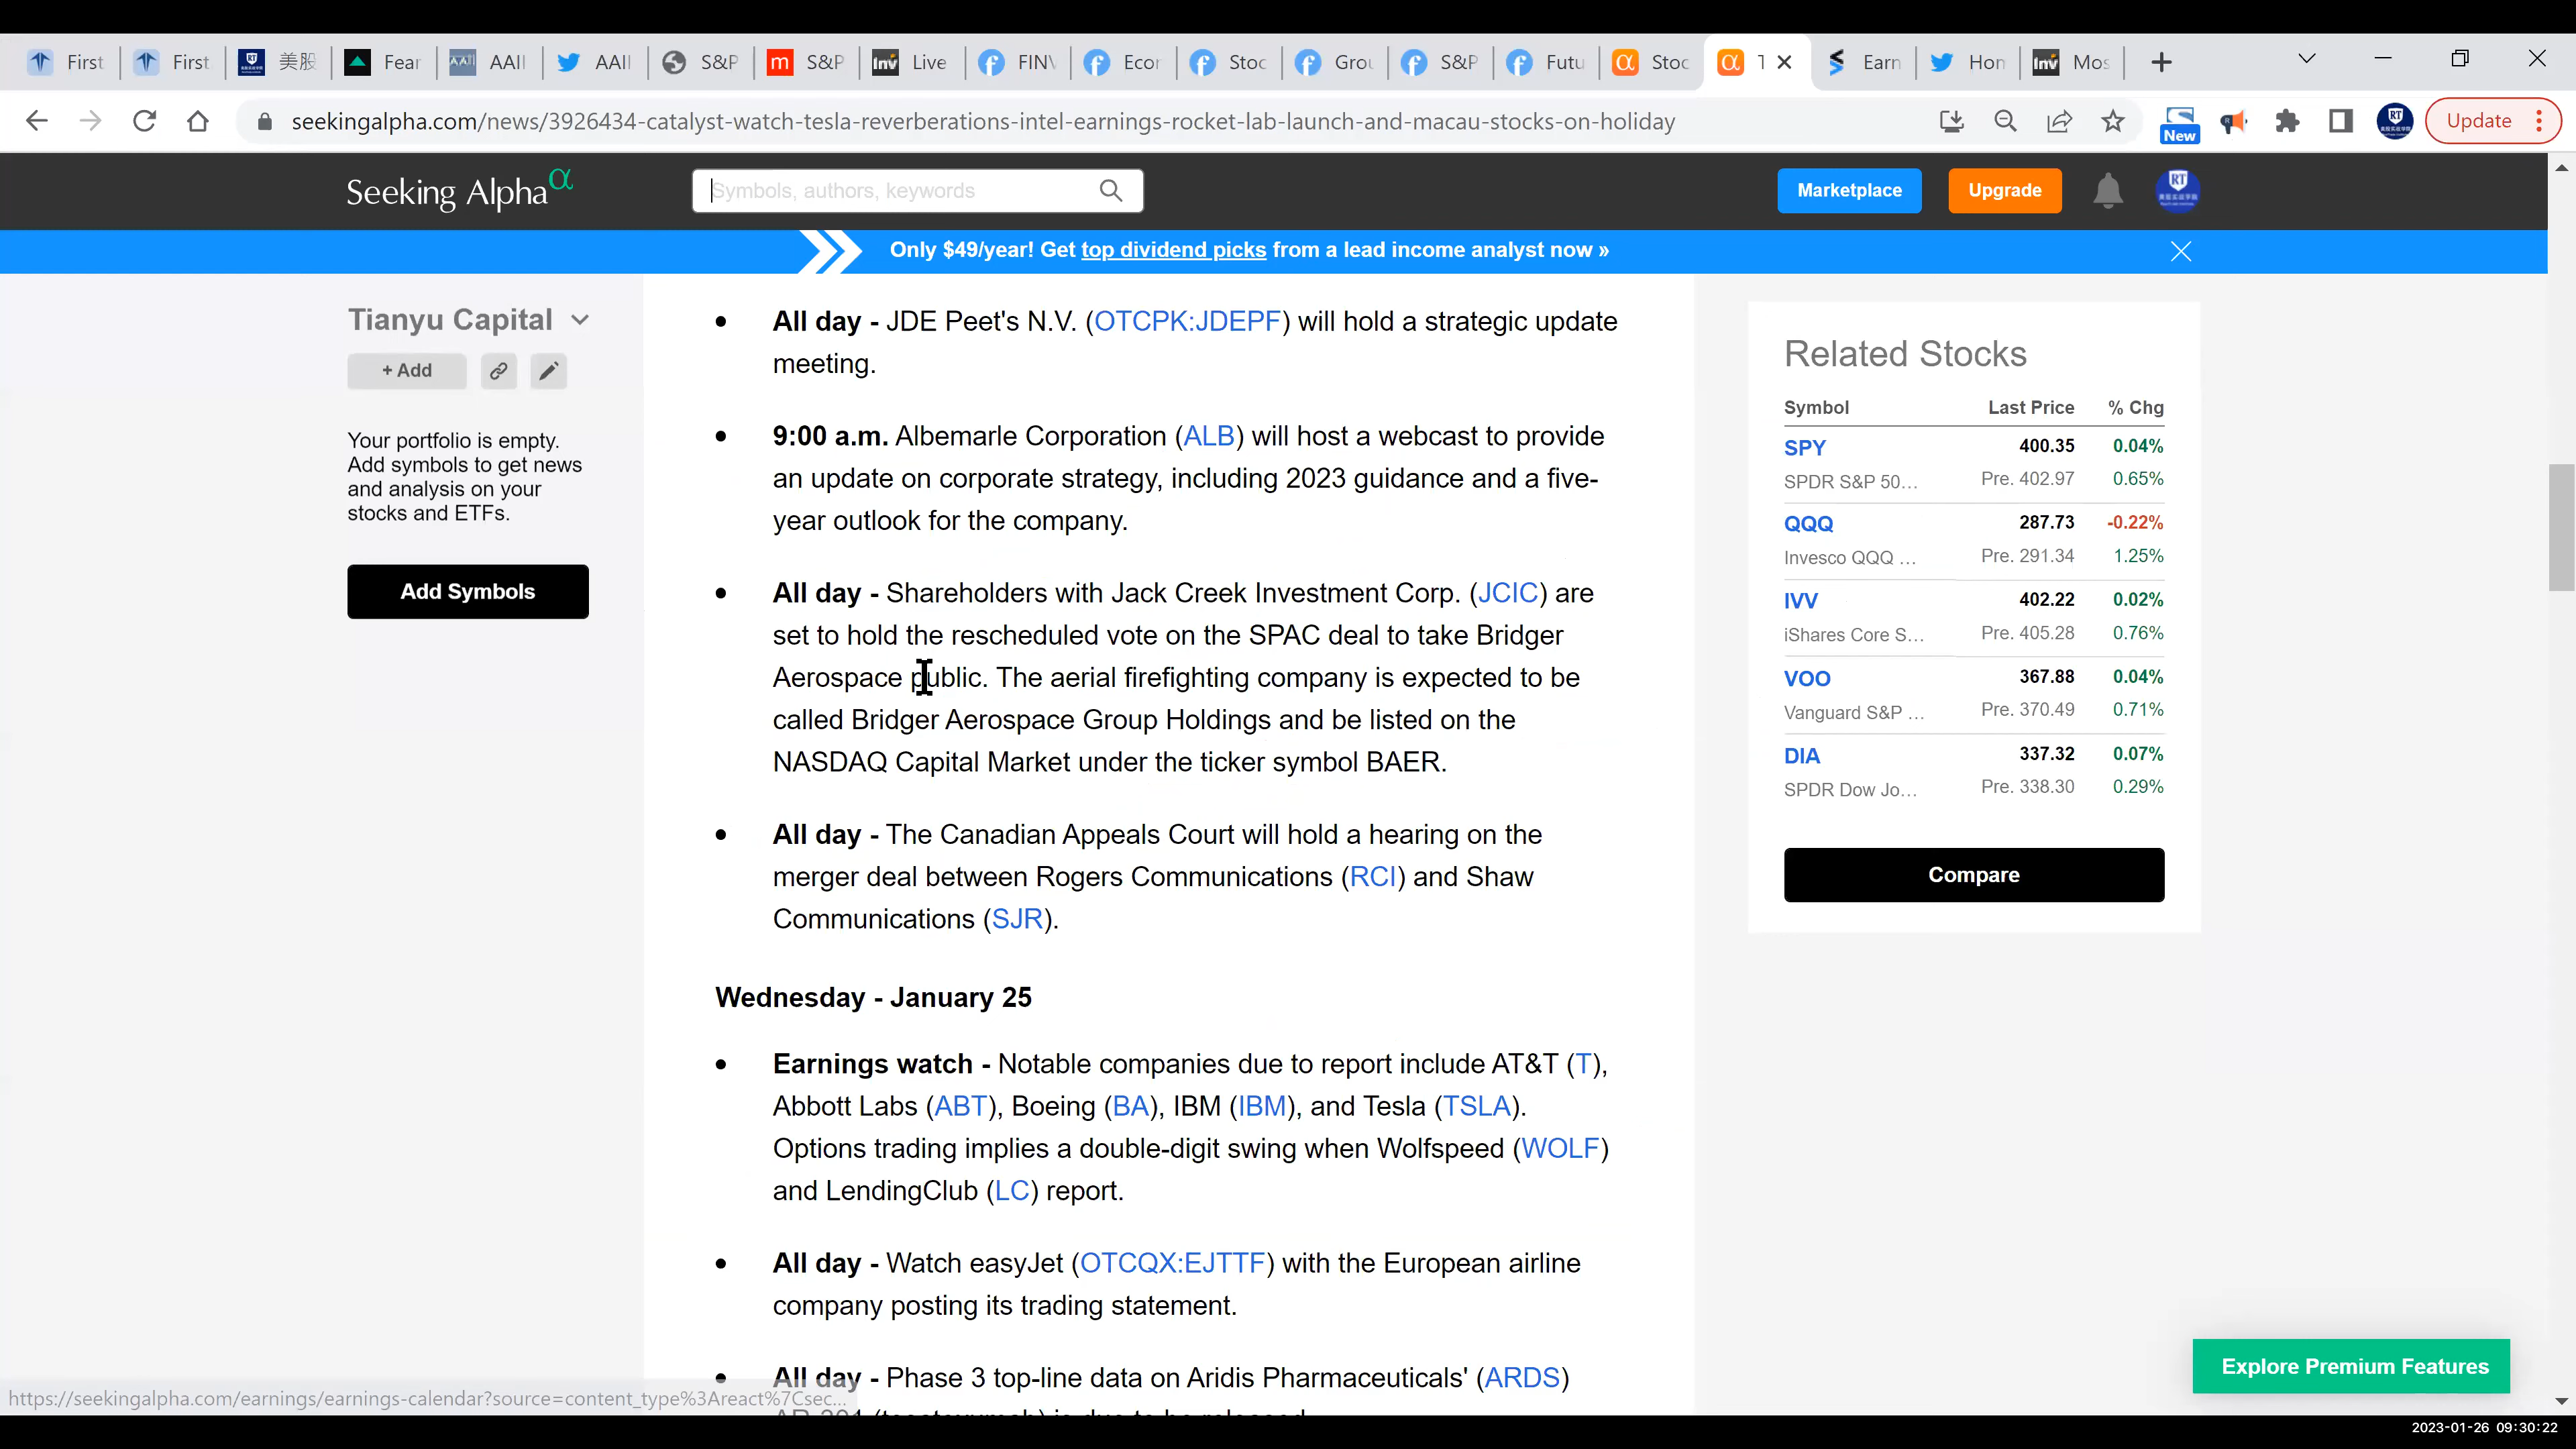 First
First
美股
Fear
AAII
AAII
S&P
S&P
Live
FINV
Econ
Stoc
Grou
S&P
Futu
Stoc
T
Earn
Hom
Mos
seekingalpha.com/news/3926434-catalyst-watch-tesla-reverberations-intel-earnings-rocket-lab-launch-and-macau-stocks-on-holiday
New
Update
Seeking Alpha α
Symbols, authors, keywords
Marketplace
Upgrade
Only $49/year! Get top dividend picks from a lead income analyst now »
Tianyu Capital
+ Add
Your portfolio is empty.
Add symbols to get news
and analysis on your
stocks and ETFs.
Add Symbols
• All day - JDE Peet's N.V. (OTCPK:JDEPF) will hold a strategic update
meeting.
• 9:00 a.m. Albemarle Corporation (ALB) will host a webcast to provide
an update on corporate strategy, including 2023 guidance and a five-
year outlook for the company.
• All day - Shareholders with Jack Creek Investment Corp. (JCIC) are
set to hold the rescheduled vote on the SPAC deal to take Bridger
Aerospace public. The aerial firefighting company is expected to be
called Bridger Aerospace Group Holdings and be listed on the
NASDAQ Capital Market under the ticker symbol BAER.
• All day - The Canadian Appeals Court will hold a hearing on the
merger deal between Rogers Communications (RCI) and Shaw
Communications (SJR).
Wednesday - January 25
• Earnings watch - Notable companies due to report include AT&T (T),
Abbott Labs (ABT), Boeing (BA), IBM (IBM), and Tesla (TSLA).
Options trading implies a double-digit swing when Wolfspeed (WOLF)
and LendingClub (LC) report.
• All day - Watch easyJet (OTCQX:EJTTF) with the European airline
company posting its trading statement.
• All day - Phase 3 top-line data on Aridis Pharmaceuticals' (ARDS)
Related Stocks
Symbol Last Price % Chg
SPY 400.35 0.04%
SPDR S&P 50... Pre. 402.97 0.65%
QQQ 287.73 -0.22%
Invesco QQQ ... Pre. 291.34 1.25%
IVV 402.22 0.02%
iShares Core S... Pre. 405.28 0.76%
VOO 367.88 0.04%
Vanguard S&P ... Pre. 370.49 0.71%
DIA 337.32 0.07%
SPDR Dow Jo... Pre. 338.30 0.29%
Compare
Explore Premium Features
https://seekingalpha.com/earnings/earnings-calendar?source=content_type%3Areact%7Csec...
2023-01-26 09:30:22